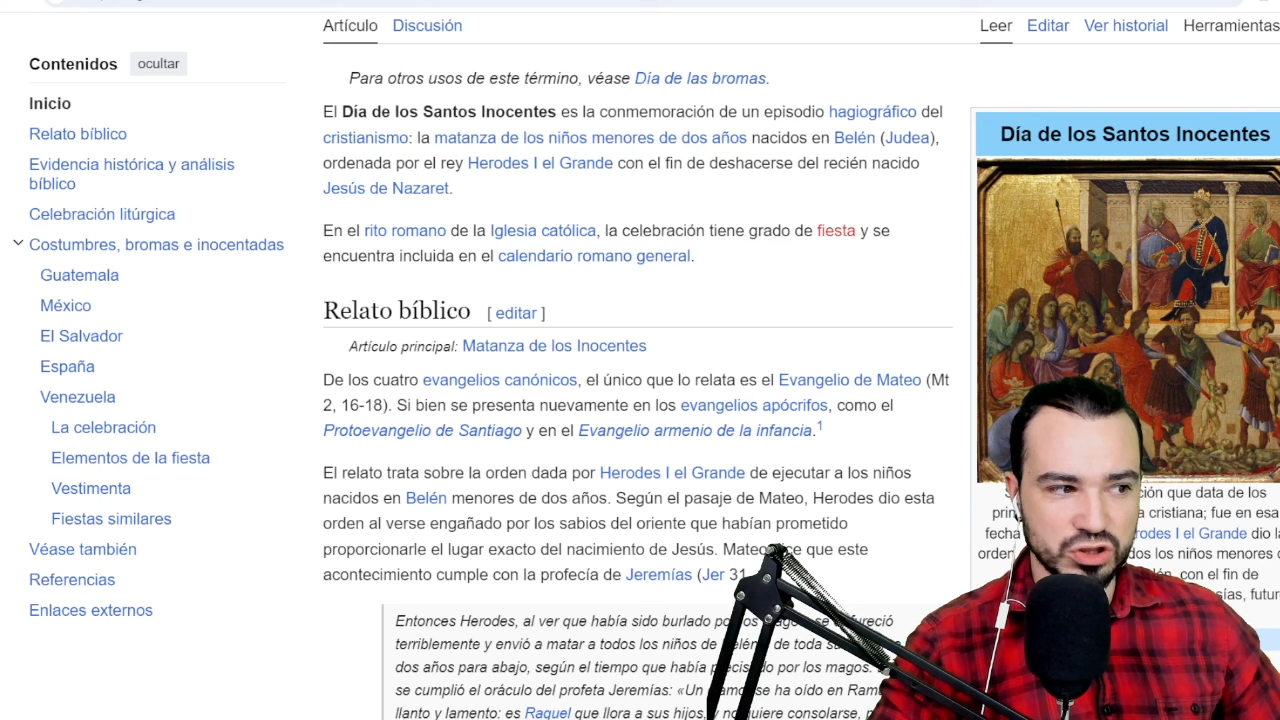 Artículo Discusión
Leer Editar Ver historial Herramientas
Contenidos ocultar
Inicio
Relato bíblico
Evidencia histórica y análisis
bíblico
Celebración litúrgica
Costumbres, bromas e inocentadas
Guatemala
México
El Salvador
España
Venezuela
La celebración
Elementos de la fiesta
Vestimenta
Fiestas similares
Véase también
Referencias
Enlaces externos
Para otros usos de este término, véase Día de las bromas.
El Día de los Santos Inocentes es la conmemoración de un episodio hagiográfico del
cristianismo: la matanza de los niños menores de dos años nacidos en Belén (Judea),
ordenada por el rey Herodes I el Grande con el fin de deshacerse del recién nacido
Jesús de Nazaret.
En el rito romano de la Iglesia católica, la celebración tiene grado de fiesta y se
encuentra incluida en el calendario romano general.
Relato bíblico [ editar ]
Artículo principal: Matanza de los Inocentes
De los cuatro evangelios canónicos, el único que lo relata es el Evangelio de Mateo (Mt
2, 16-18). Si bien se presenta nuevamente en los evangelios apócrifos, como el
Protoevangelio de Santiago y en el Evangelio armenio de la infancia.1
El relato trata sobre la orden dada por Herodes I el Grande de ejecutar a los niños
nacidos en Belén menores de dos años. Según el pasaje de Mateo, Herodes dio esta
orden al verse engañado por los sabios del oriente que habían prometido
proporcionarle el lugar exacto del nacimiento de Jesús. Mateo que este
acontecimiento cumple con la profecía de Jeremías (Jer 31
Entonces Herodes, al ver que había sido burlado por los magos, se enfureció
terriblemente y envió a matar a todos los niños de Belén de toda
dos años para abajo, según el tiempo que había precisado por los magos.
se cumplió el oráculo del profeta Jeremías: «Un clamor se ha oído en Ram
llanto y lamento: es Raquel que llora a sus hijos, y no quiere consolarse,
Día de los Santos Inocentes
ción que data de los
a cristiana; fue en esa
fecha rodes I el Grande dio la
orden dos los niños menores
con el fin de
sías, futur